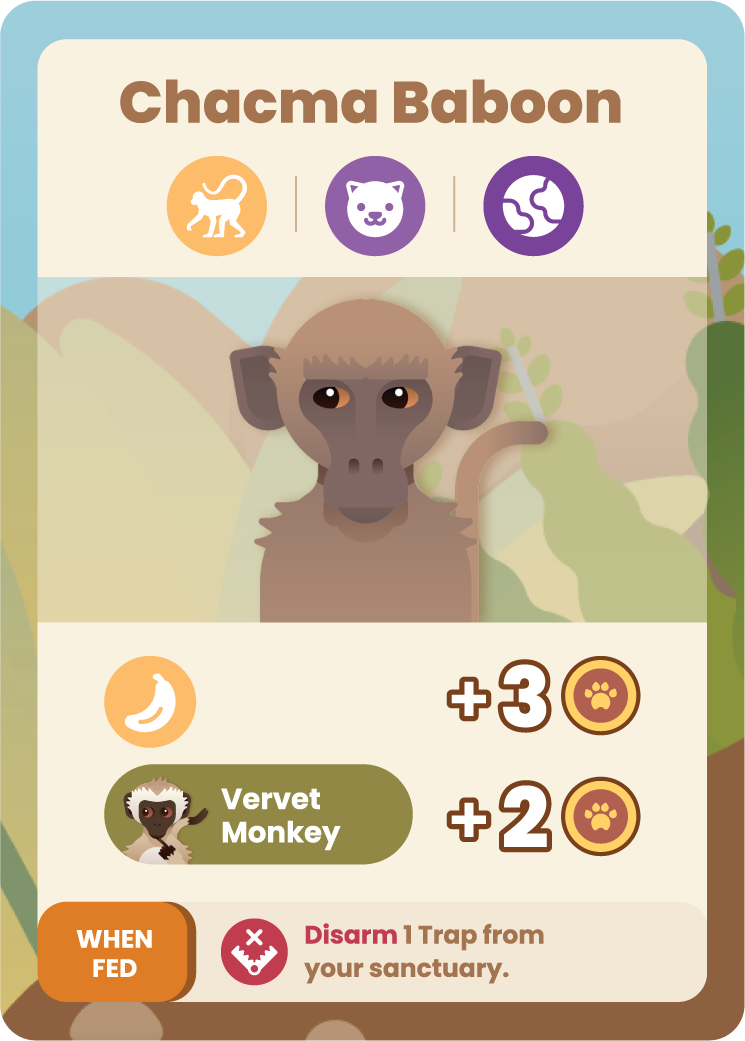 Chacma Baboon
+3
Vervet
Monkey
+2
WHEN
FED
Disarm 1 Trap from
your sanctuary.